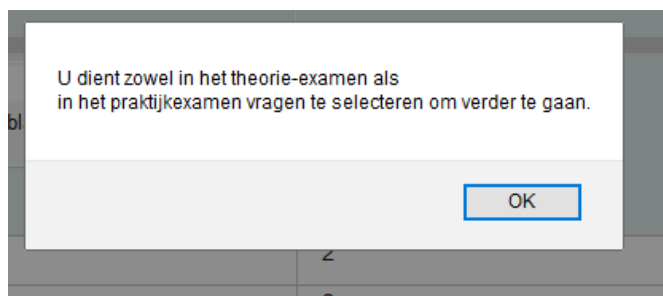 U dient zowel in het theorie-examen als
in het praktijkexamen vragen te selecteren om verder te gaan.
bl
OK
2